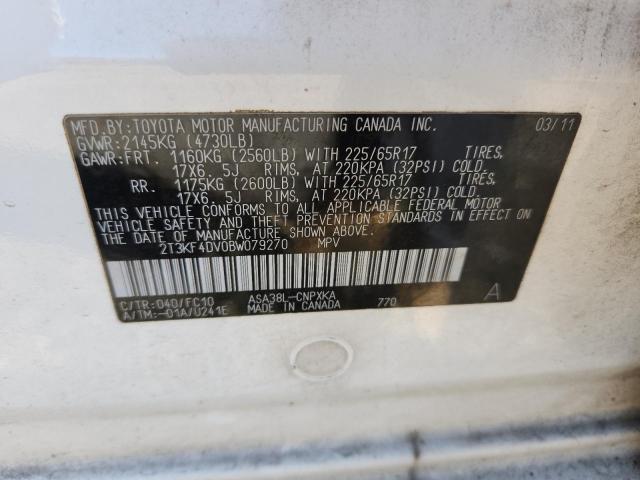 MFD.BY:TOYOTA MOTOR MANUFACTURING CANADA INC. 03/11
GVWR:2145KG (4730LB)
GAWR:FRT. 1160KG (2560LB) WITH 225/65R17 TIRES,
17X6.5J RIMS, AT 220KPA (32PSI) COLD.
RR. 1175KG (2600LB) WITH 225/65R17 TIRES,
17X6.5J RIMS, AT 220KPA (32PSI) COLD.
THIS VEHICLE CONFORMS TO ALL APPLICABLE FEDERAL MOTOR
VEHICLE SAFETY AND THEFT PREVENTION STANDARDS IN EFFECT
ON THE DATE OF MANUFACTURE SHOWN ABOVE.
2T3KF4DV0BW079270 MPV
C/TR:040/FC10 ASA38L-CNPXKA 770 A
A/TM:-01A/U241E MADE IN CANADA